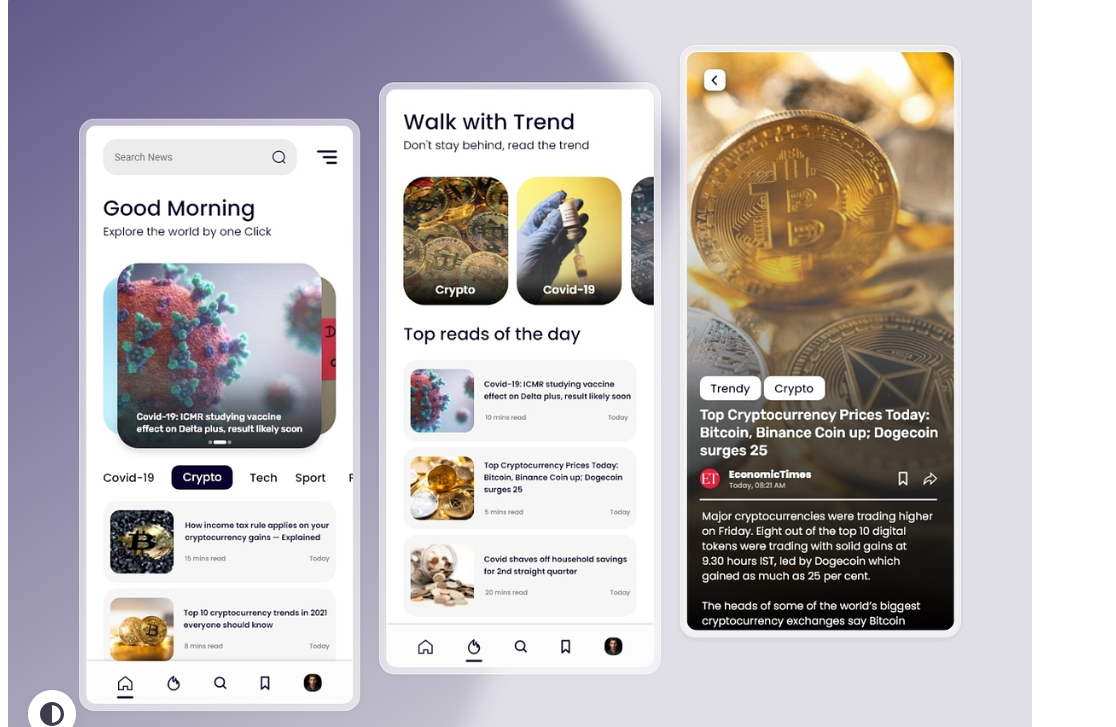 Search News
Good Morning
Explore the world by one Click
Covid-19: ICMR studying vaccine
effect on Delta plus, result likely soon
Covid-19
Crypto
Tech
Sport
How income tax rule applies on your
cryptocurrency gains — Explained
15 mins read
Today
Top 10 cryptocurrency trends in 2021
everyone should know
8 mins read
Today
Walk with Trend
Don't stay behind, read the trend
Crypto
Covid-19
Top reads of the day
Covid-19: ICMR studying vaccine
effect on Delta plus, result likely soon
10 mins read
Today
Top Cryptocurrency Prices Today:
Bitcoin, Binance Coin up; Dogecoin
surges 25
5 mins read
Today
Covid shaves off household savings
for 2nd straight quarter
20 mins read
Today
Trendy
Crypto
Top Cryptocurrency Prices Today:
Bitcoin, Binance Coin up; Dogecoin
surges 25
ET
EconomicTimes
Today, 08:21 AM
Major cryptocurrencies were trading higher
on Friday. Eight out of the top 10 digital
tokens were trading with solid gains at
9.30 hours IST, led by Dogecoin which
gained as much as 25 per cent.
The heads of some of the world's biggest
cryptocurrency exchanges say Bitcoin